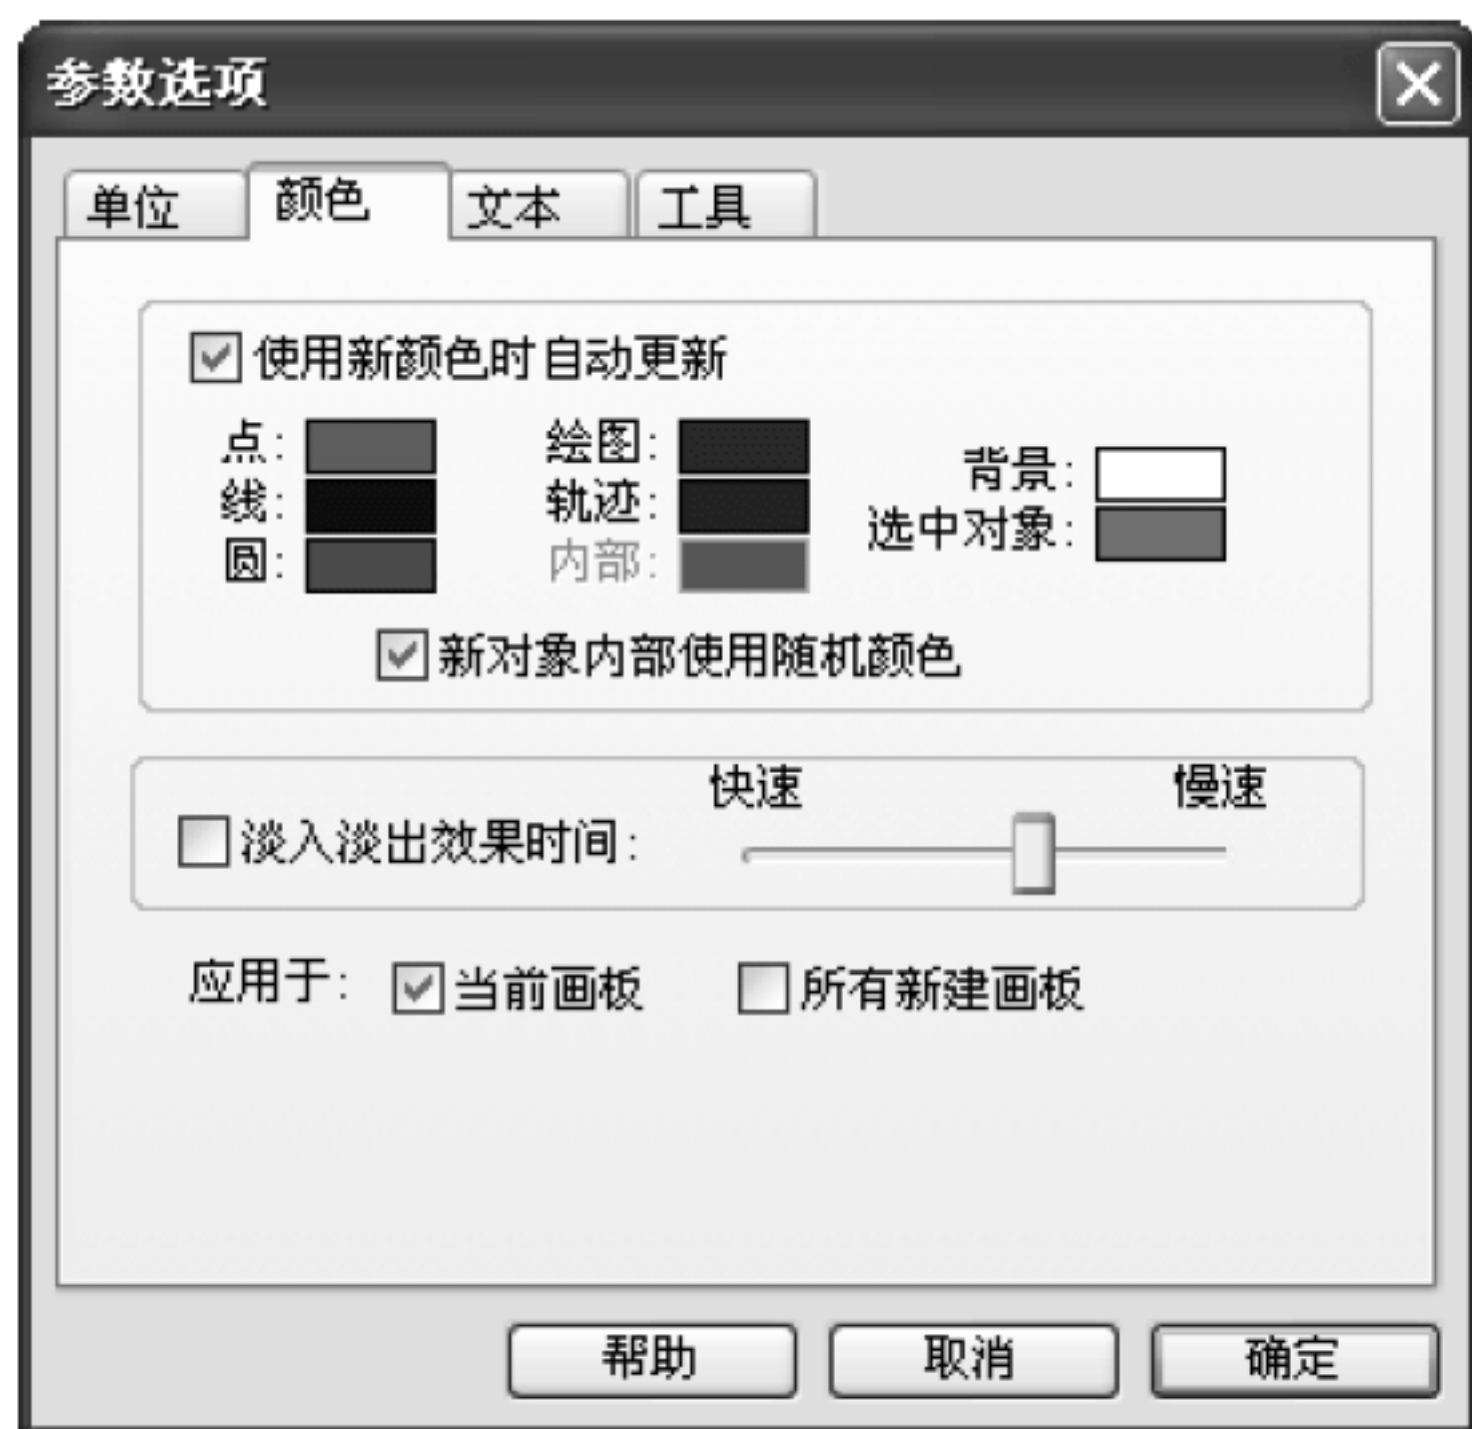 参数选项
单位 颜色 文本 工具
使用新颜色时自动更新
点: 绘图: 背景:
线: 轨迹: 选中对象:
圆: 内部:
新对象内部使用随机颜色
快速 慢速
淡入淡出效果时间:
应用于: 当前画板 所有新建画板
帮助 取消 确定